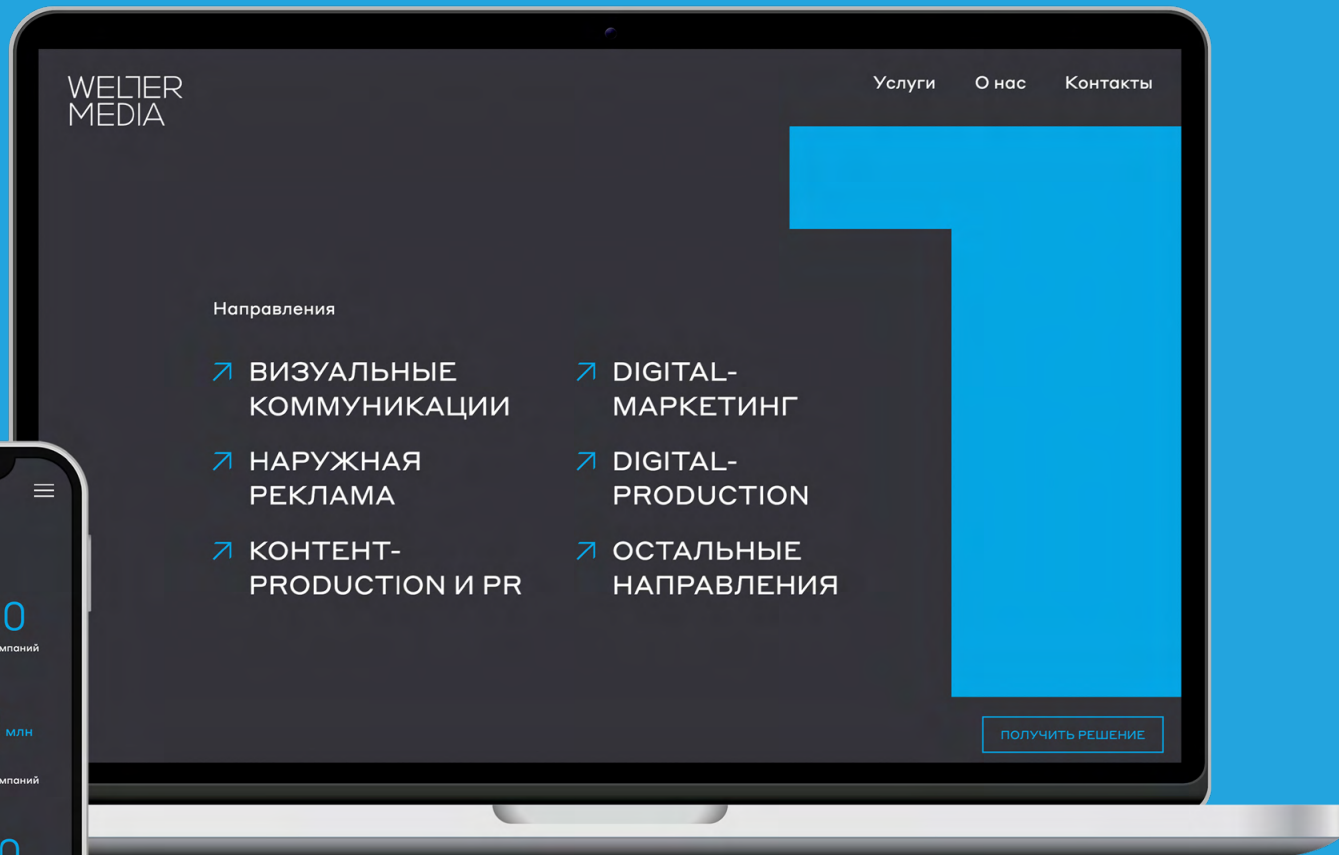 WELTER
MEDIA
Услуги
О нас
Контакты
Направления
ВИЗУАЛЬНЫЕ
КОММУНИКАЦИИ
НАРУЖНАЯ
РЕКЛАМА
КОНТЕНТ-
PRODUCTION И PR
DIGITAL-
МАРКЕТИНГ
DIGITAL-
PRODUCTION
ОСТАЛЬНЫЕ
НАПРАВЛЕНИЯ
ПОЛУЧИТЬ РЕШЕНИЕ
0
млн